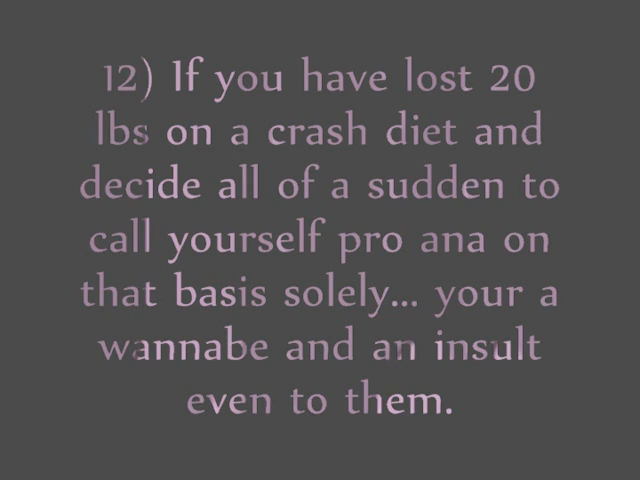 12) If you have lost 20
lbs on a crash diet and
decide all of a sudden to
call yourself pro ana on
that basis solely... your a
wannabe and an insult
even to them.